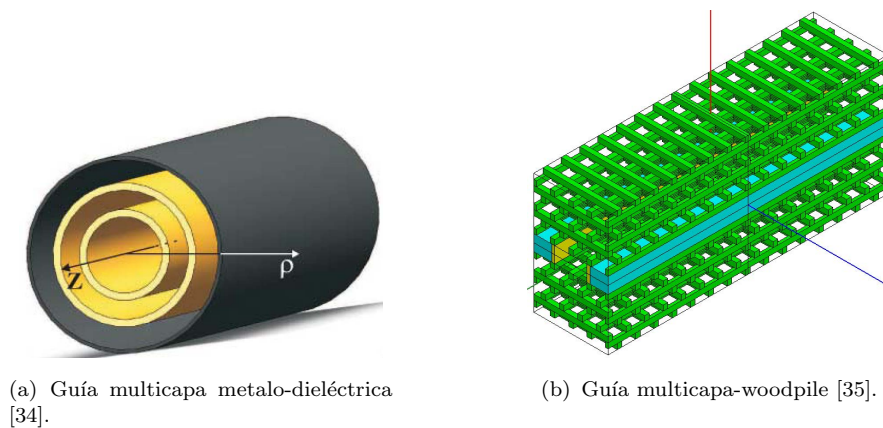 Z
ρ
(a) Guía multicapa metalo-dieléctrica
[34].
(b) Guía multicapa-woodpile [35].